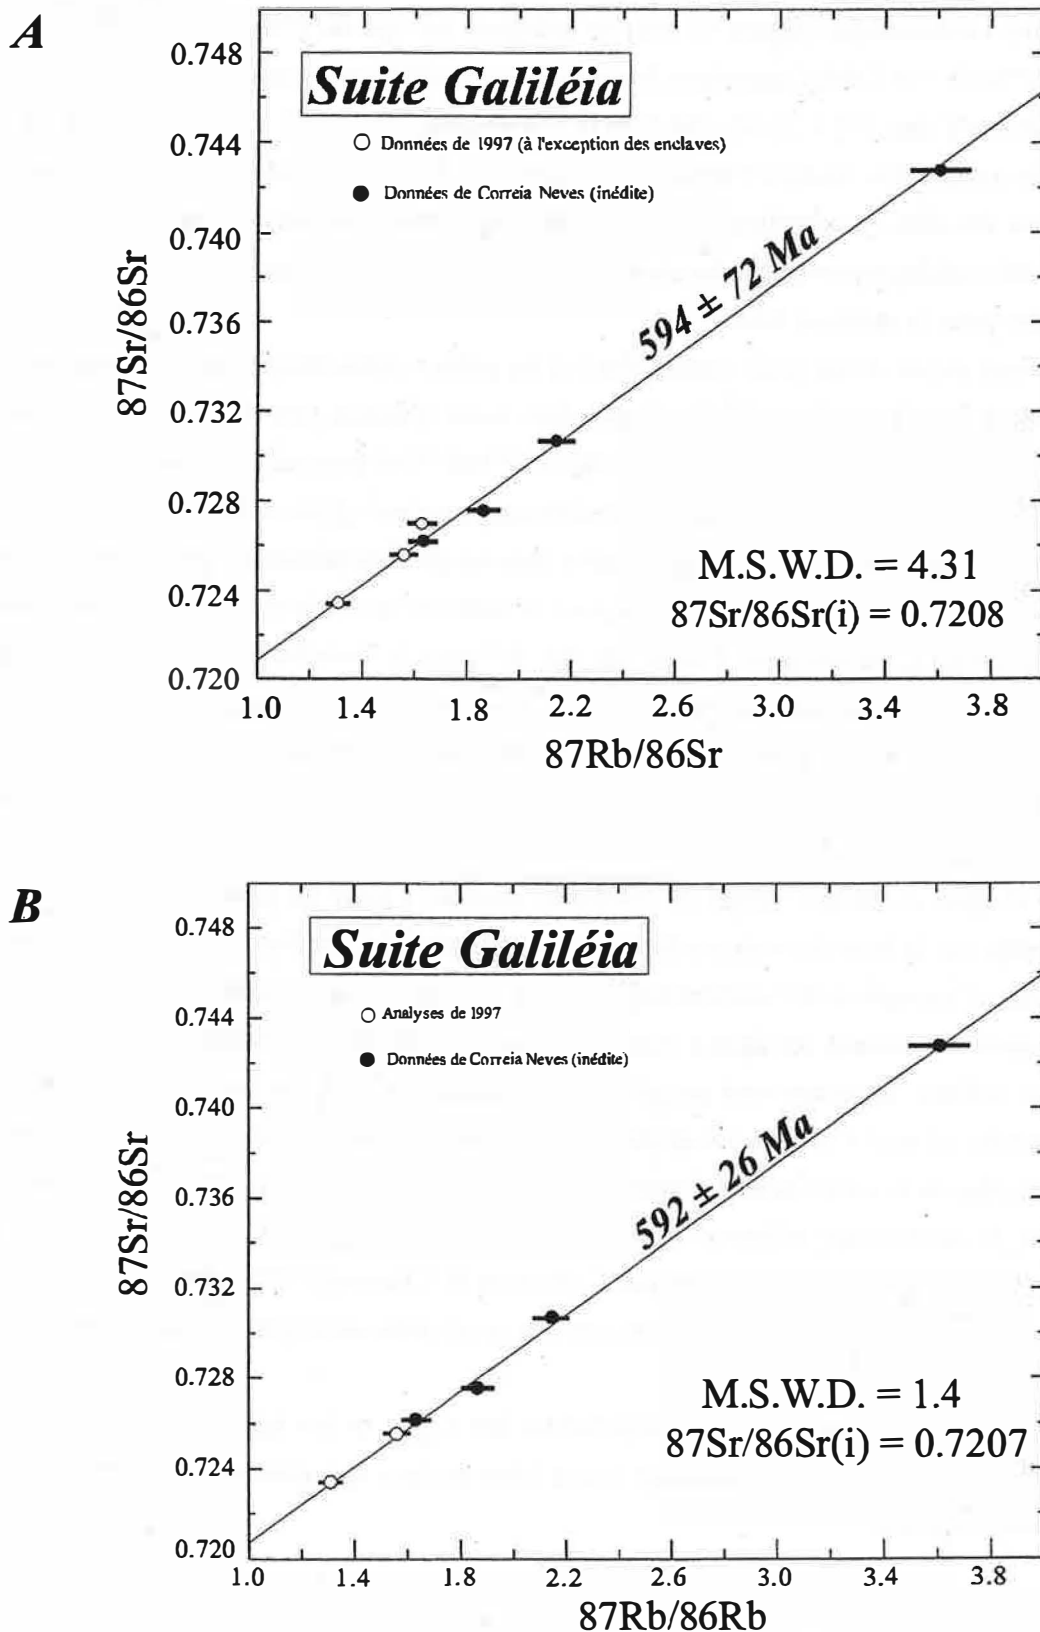 A
0.748
0.744
0.740
0.736
0.732
0.728
0.724
0.720
87Sr/86Sr
Suite Galiléia
Données de 1997 (à l'exception des enclaves)
Données de Correia Neves (inédite)
594 ± 72 Ma
M.S.W.D. = 4.31
87Sr/86Sr(i) = 0.7208
1.0 1.4 1.8 2.2 2.6 3.0 3.4 3.8
87Rb/86Sr
B
0.748
0.744
0.740
0.736
0.732
0.728
0.724
0.720
87Sr/86Sr
Suite Galiléia
Analyses de 1997
Données de Correia Neves (inédite)
592 ± 26 Ma
M.S.W.D. = 1.4
87Sr/86Sr(i) = 0.7207
1.0 1.4 1.8 2.2 2.6 3.0 3.4 3.8
87Rb/86Rb